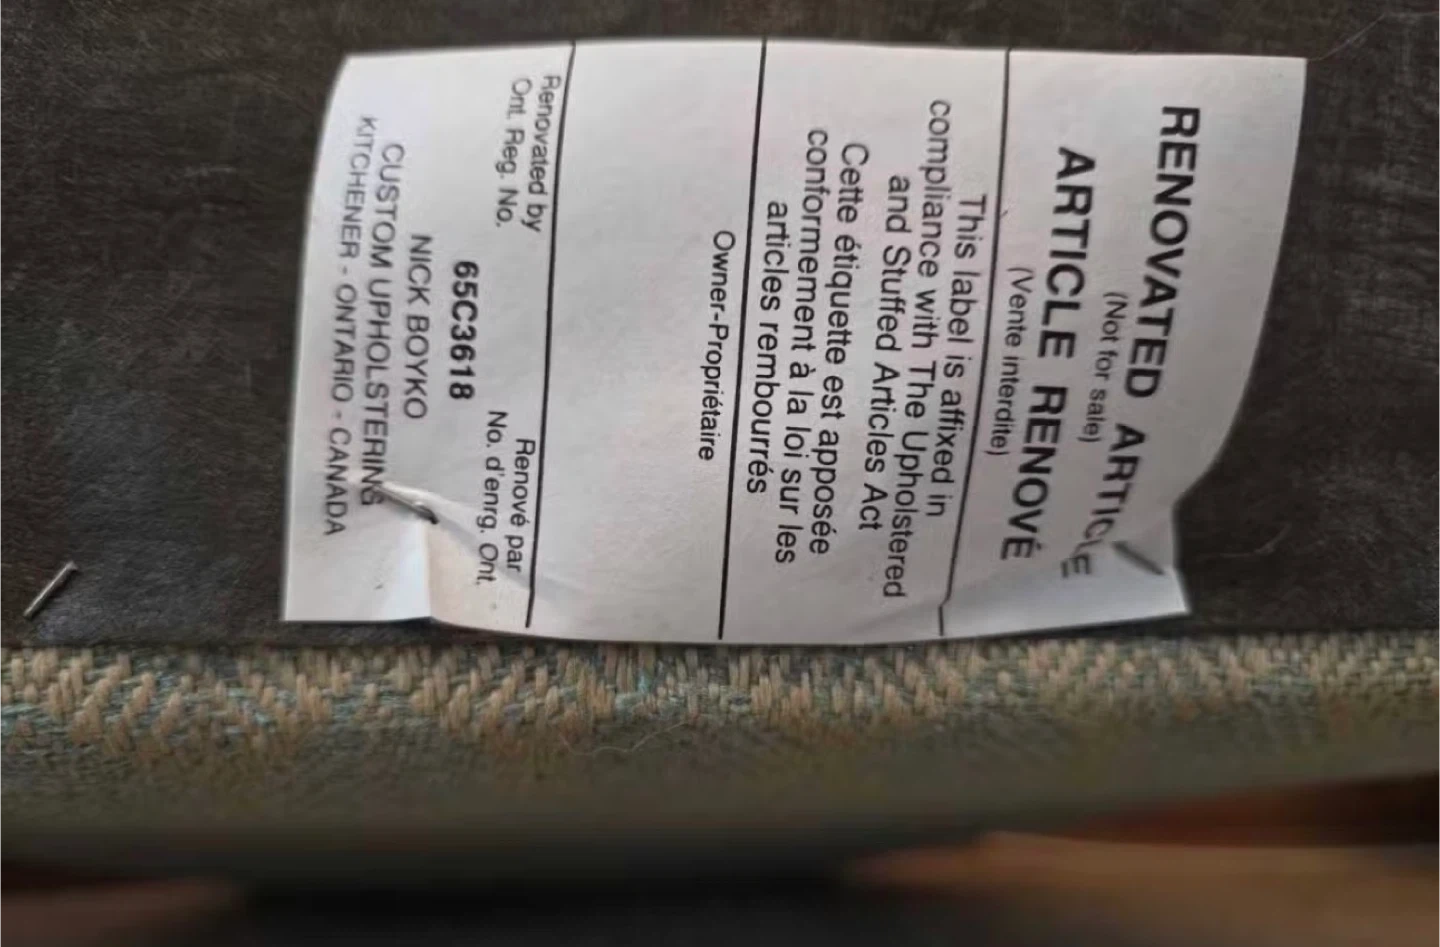 RENOVATED ARTICLE
(Not for sale)
ARTICLE RENOVÉ
(Vente interdite)
This label is affixed in
compliance with The Upholstered
and Stuffed Articles Act
Cette étiquette est apposée
conformement à la loi sur les
articles rembourrés
Owner-Propriétaire
Renovated by Renové par
Ont. Reg. No. No. d'enrg. Ont.
65C3618
NICK BOYKO
CUSTOM UPHOLSTERING
KITCHENER - ONTARIO - CANADA